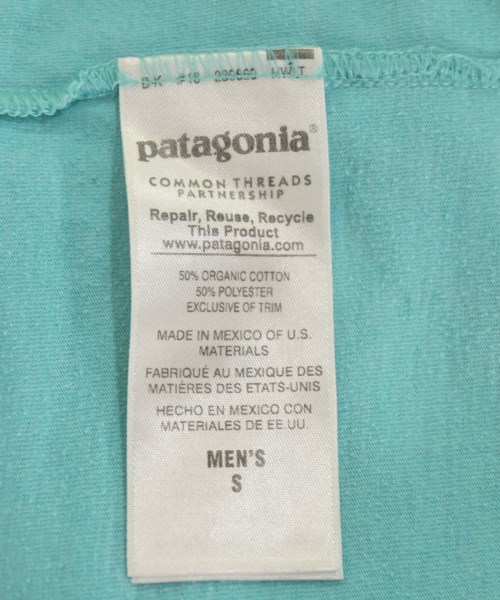 patagonia®
COMMON THREADS
PARTNERSHIP
Repair, Reuse, Recycle
This Product
www.patagonia.com
50% ORGANIC COTTON
50% POLYESTER
EXCLUSIVE OF TRIM
MADE IN MEXICO OF U.S.
MATERIALS
FABRIQUÉ AU MEXIQUE DES
MATIÈRES DES ETATS-UNIS
HECHO EN MEXICO CON
MATERIALES DE EE.UU.
MEN'S
S